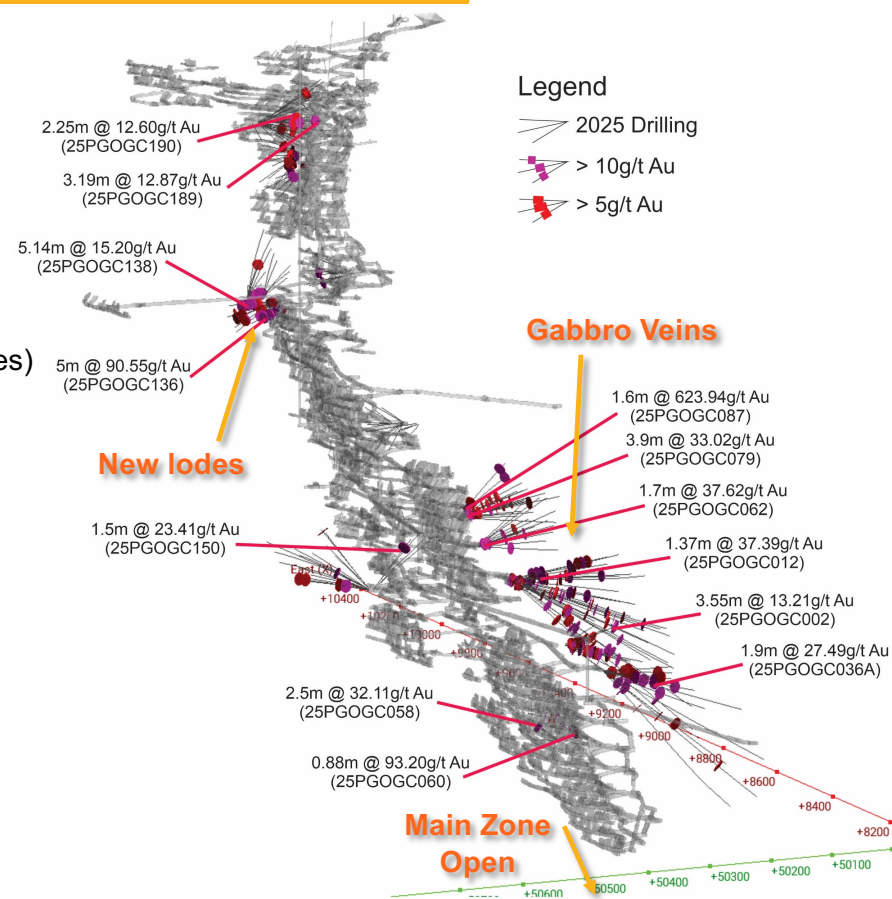 Legend
2025 Drilling
> 10g/t Au
> 5g/t Au
2.25m @ 12.60g/t Au
(25PGOGC190)
3.19m @ 12.87g/t Au
(25PGOGC189)
5.14m @ 15.20g/t Au
(25PGOGC138)
es)
5m @ 90.55g/t Au
(25PGOGC136)
New lodes
Gabbro Veins
1.6m @ 623.94g/t Au
(25PGOGC087)
3.9m @ 33.02g/t Au
(25PGOGC079)
1.7m @ 37.62g/t Au
(25PGOGC062)
1.37m @ 37.39g/t Au
(25PGOGC012)
3.55m @ 13.21g/t Au
(25PGOGC002)
1.9m @ 27.49g/t Au
(25PGOGC036A)
1.5m @ 23.41g/t Au
(25PGOGC150)
East (X)
+10400
+9200
+9000
+8800
+8600
+8400
+8200
2.5m @ 32.11g/t Au
(25PGOGC058)
0.88m @ 93.20g/t Au
(25PGOGC060)
Main Zone
Open
+50600
+50400
+50300
+50200
+50100